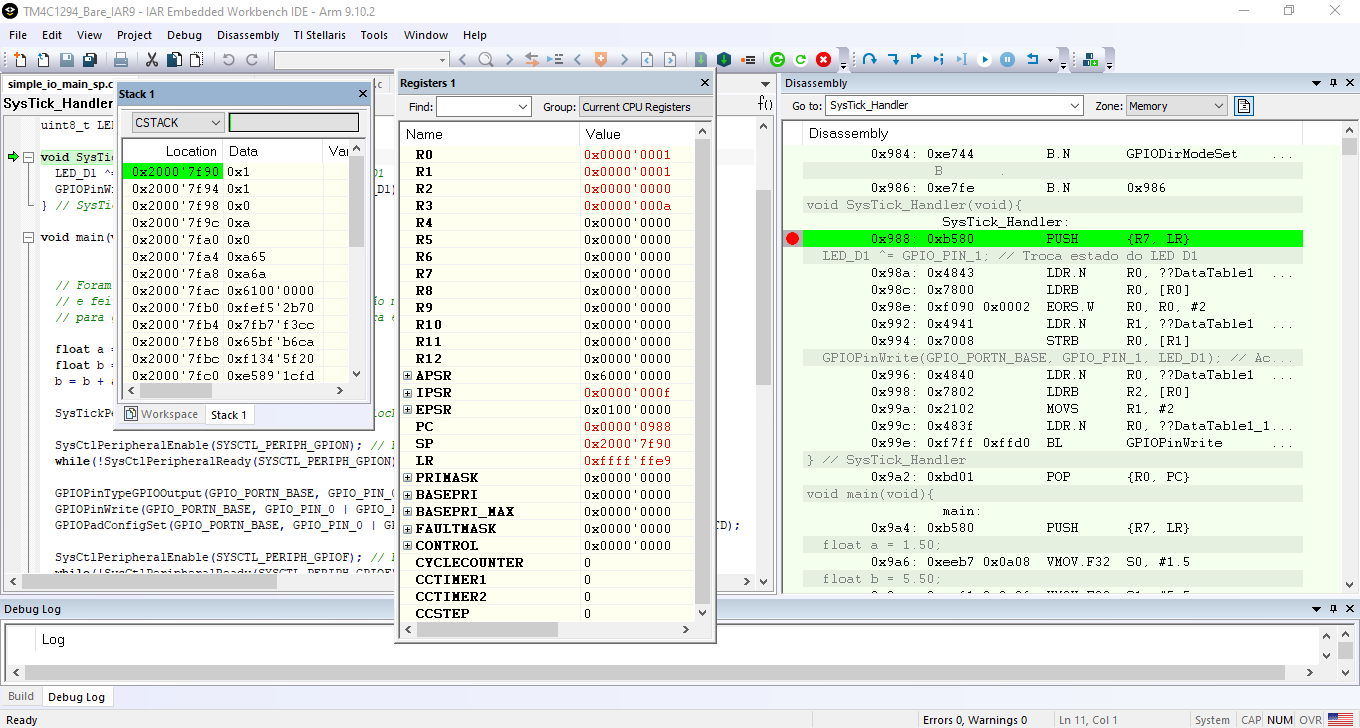 TM4C1294_Bare_IAR9 - IAR Embedded Workbench IDE - Arm 9.10.2
File Edit View Project Debug Disassembly TI Stellaris Tools Window Help
simple_io_main_sp.c
SysTick_Handler
f()
uint8_t LE
void SysTic
LED_D1 ^=
D1
GPIOPinWr
_D1)
} // SysTi
void main(v
// Foram
// e fei
// para
float a =
float b =
b = b + a
SysTickPe
SysCtlPeripheralEnable(SYSCTL_PERIPH_GPION); //
while(!SysCtlPeripheralReady(SYSCTL_PERIPH_GPION)
GPIOPinTypeGPIOOutput(GPIO_PORTN_BASE, GPIO_PIN_0
GPIOPinWrite(GPIO_PORTN_BASE, GPIO_PIN_0 | GPIO_P
GPIOPadConfigSet(GPIO_PORTN_BASE, GPIO_PIN_0 | GP
TD);
SysCtlPeripheralEnable(SYSCTL_PERIPH_GPIOF); //
while(!SysCtlPeripheralReady(SYSCTL_PERIPH_GPIOF)
Stack 1
CSTACK
Location Data Var
0x2000'7f90 0x1
0x2000'7f94 0x1
0x2000'7f98 0x0
0x2000'7f9c 0xa
0x2000'7fa0 0x0
0x2000'7fa4 0xa65
0x2000'7fa8 0xa6a
0x2000'7fac 0x6100'0000
0x2000'7fb0 0xfef5'2b70
0x2000'7fb4 0x7fb7'f3cc
0x2000'7fb8 0x65bf'b6ca
0x2000'7fbc 0xf134'5f20
0x2000'7fc0 0xe589'1cfd
Workspace Stack 1
Registers 1
Find: Group: Current CPU Registers
Name Value
R0 0x0000'0001
R1 0x0000'0001
R2 0x0000'0000
R3 0x0000'000a
R4 0x0000'0000
R5 0x0000'0000
R6 0x0000'0000
R7 0x0000'0000
R8 0x0000'0000
R9 0x0000'0000
R10 0x0000'0000
R11 0x0000'0000
R12 0x0000'0000
APSR 0x6000'0000
IPSR 0x0000'000f
EPSR 0x0100'0000
PC 0x0000'0988
SP 0x2000'7f90
LR 0xffff'ffe9
PRIMASK 0x0000'0000
BASEPRI 0x0000'0000
BASEPRI_MAX 0x0000'0000
FAULTMASK 0x0000'0000
CONTROL 0x0000'0000
CYCLECOUNTER 0
CCTIMER1 0
CCTIMER2 0
CCSTEP 0
Disassembly
Go to: SysTick_Handler Zone: Memory
Disassembly
0x984: 0xe744 B.N GPIODirModeSet ...
B .
0x986: 0xe7fe B.N 0x986
void SysTick_Handler(void){
SysTick_Handler:
0x988: 0xb580 PUSH {R7, LR}
LED_D1 ^= GPIO_PIN_1; // Troca estado do LED D1
0x98a: 0x4843 LDR.N R0, ??DataTable1 ...
0x98c: 0x7800 LDRB R0, [R0]
0x98e: 0xf090 0x0002 EORS.W R0, R0, #2
0x992: 0x4941 LDR.N R1, ??DataTable1 ...
0x994: 0x7008 STRB R0, [R1]
GPIOPinWrite(GPIO_PORTN_BASE, GPIO_PIN_1, LED_D1); // Ac...
0x996: 0x4840 LDR.N R0, ??DataTable1 ...
0x998: 0x7802 LDRB R2, [R0]
0x99a: 0x2102 MOVS R1, #2
0x99c: 0x483f LDR.N R0, ??DataTable1_1...
0x99e: 0xf7ff 0xffd0 BL GPIOPinWrite ...
} // SysTick_Handler
0x9a2: 0xbd01 POP {R0, PC}
void main(void){
main:
0x9a4: 0xb580 PUSH {R7, LR}
float a = 1.50;
0x9a6: 0xeeb7 0x0a08 VMOV.F32 S0, #1.5
float b = 5.50;
Debug Log
Log
Build Debug Log
Ready Errors 0, Warnings 0 Ln 11, Col 1 System CAP NUM OVR